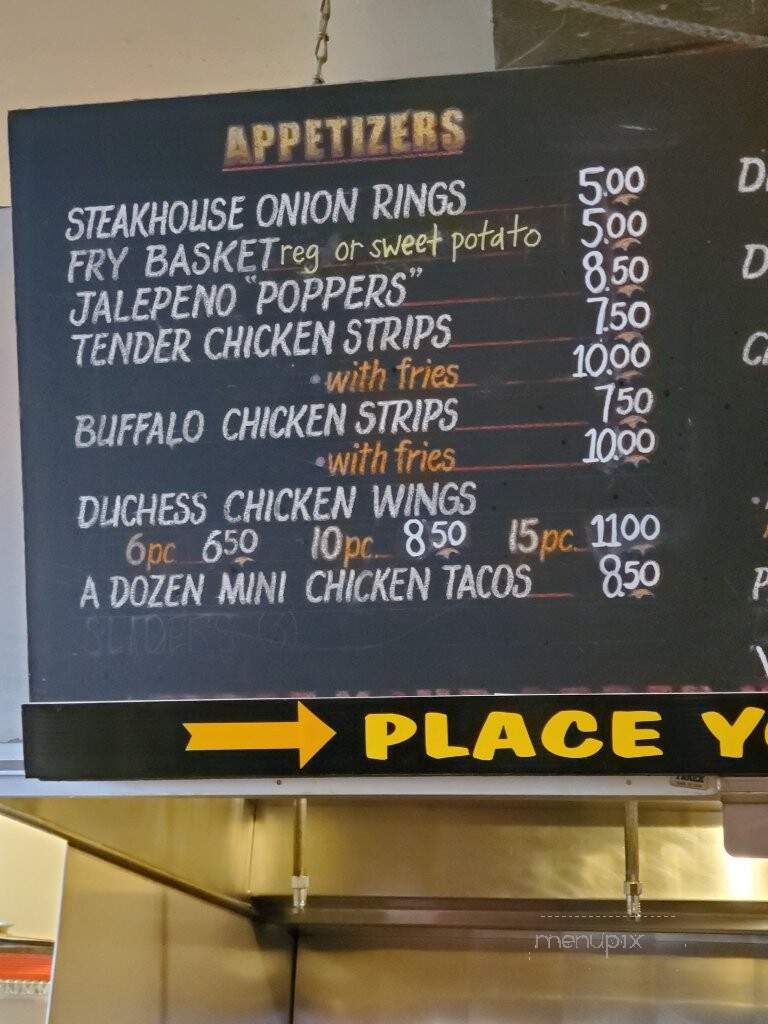 APPETIZERS
STEAKHOUSE ONION RINGS 5.00
FRY BASKET reg or sweet potato 5.00
JALEPENO "POPPERS" 8.50
TENDER CHICKEN STRIPS 7.50
• with fries 10.00
BUFFALO CHICKEN STRIPS 7.50
• with fries 10.00
DUCHESS CHICKEN WINGS
6pc 6.50 10pc. 8.50 15pc. 11.00
A DOZEN MINI CHICKEN TACOS 8.50
SLIDERS (3)
PLACE Y
menupix